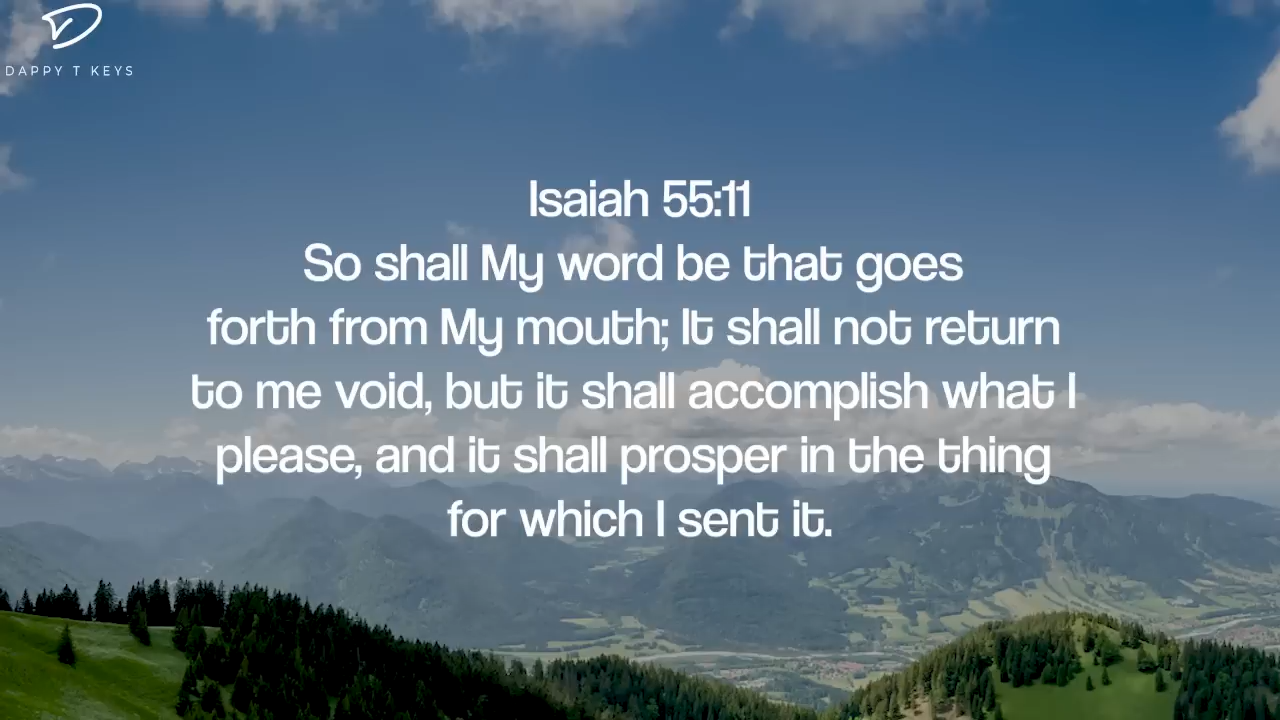 DAPPY T KEYS
Isaiah 55:11
So shall My word be that goes
forth from My mouth; It shall not return
to me void, but it shall accomplish what I
please, and it shall prosper in the thing
for which I sent it.